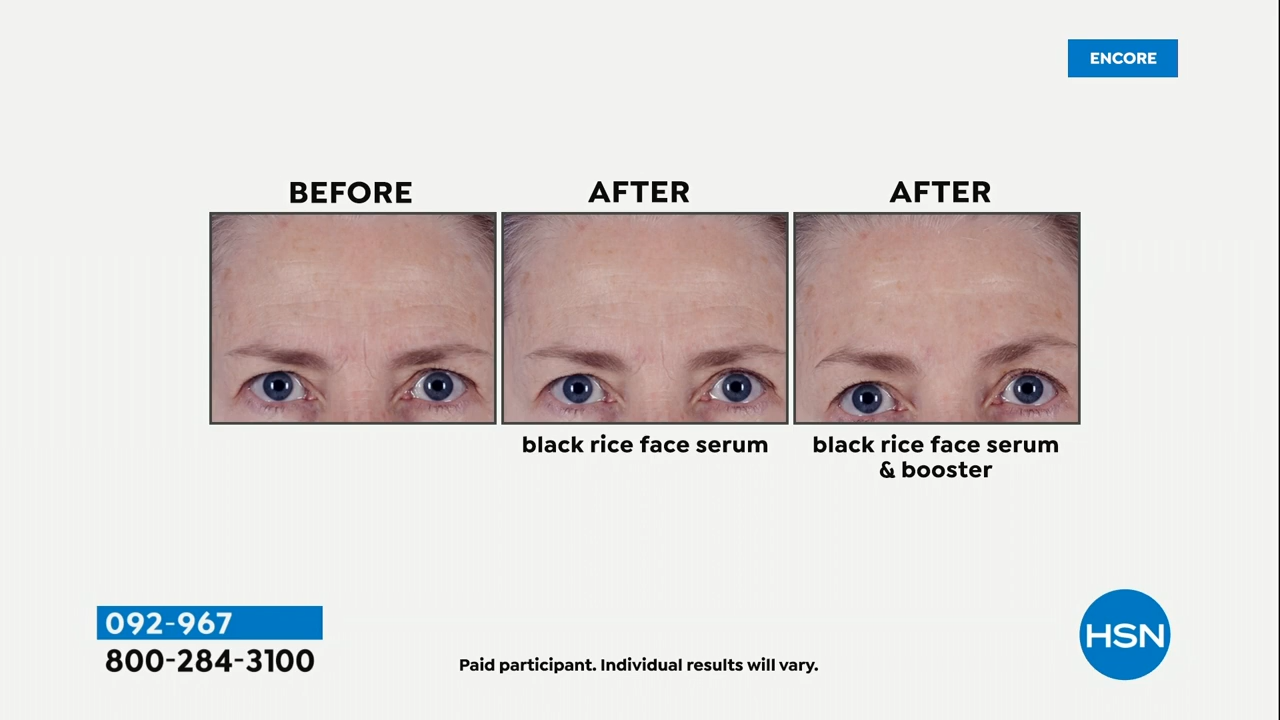 ENCORE
BEFORE
AFTER
AFTER
black rice face serum
black rice face serum
& booster
092-967
800-284-3100
Paid participant. Individual results will vary.
HSN